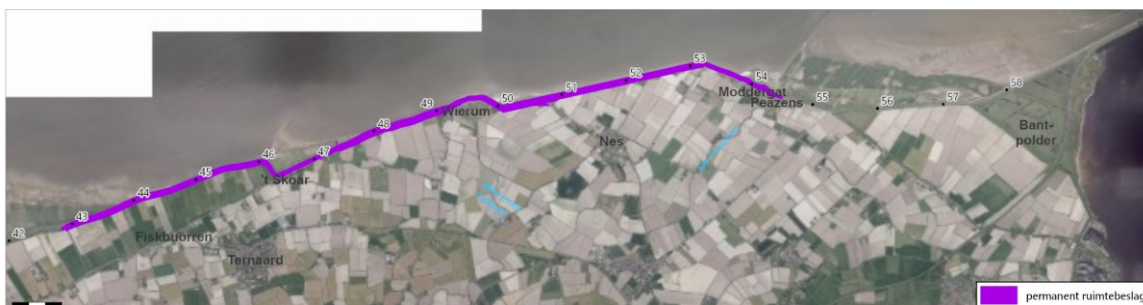 53
52
54
51
Moddergat
58
49
50
Peazens
Wierum
55
56
57
48
Bant-
polder
Nes
46
47
45
't Skoar
44
43
Fiskbuorren
42
Ternaard
permanent ruimtebeslag